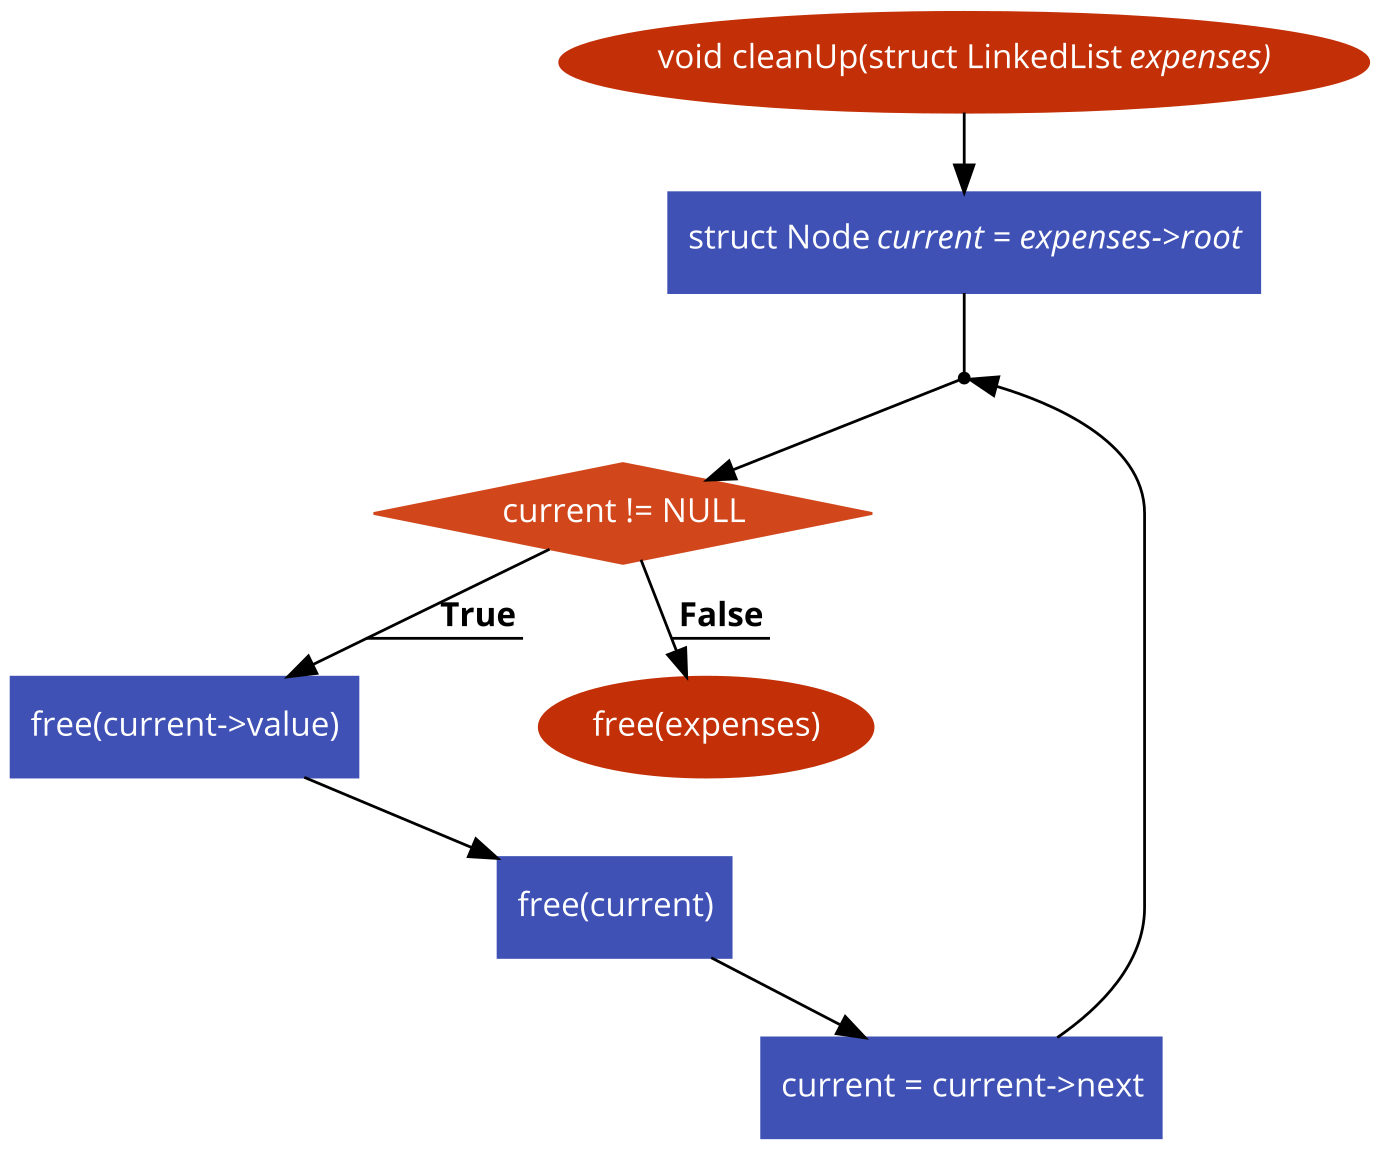 void cleanUp(struct LinkedList expenses)
struct Node current = expenses->root
current != NULL
True
False
free(current->value)
free(expenses)
free(current)
current = current->next